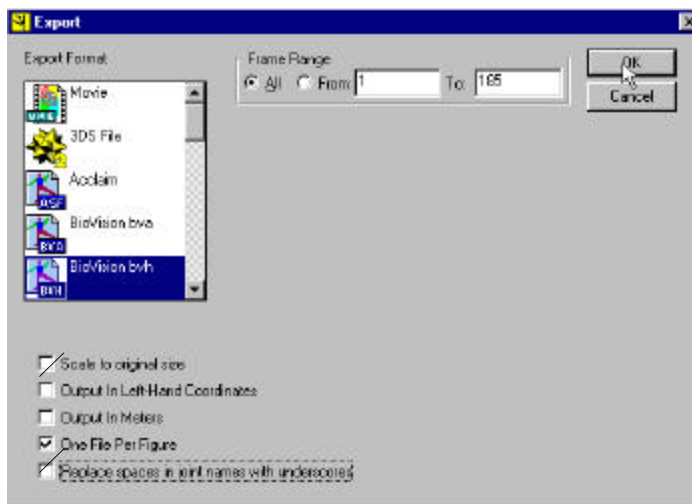 Export
Export Format
Movie
3DS File
Acclaim
ASF
BioVision bva
BVA
BioVision bvh
BVH
Frame Range
All From: 1 To: 185
OK
Cancel
Scale to original size
Output In Left-Hand Coordinates
Output In Meters
One File Per Figure
Replace spaces in joint names with underscores